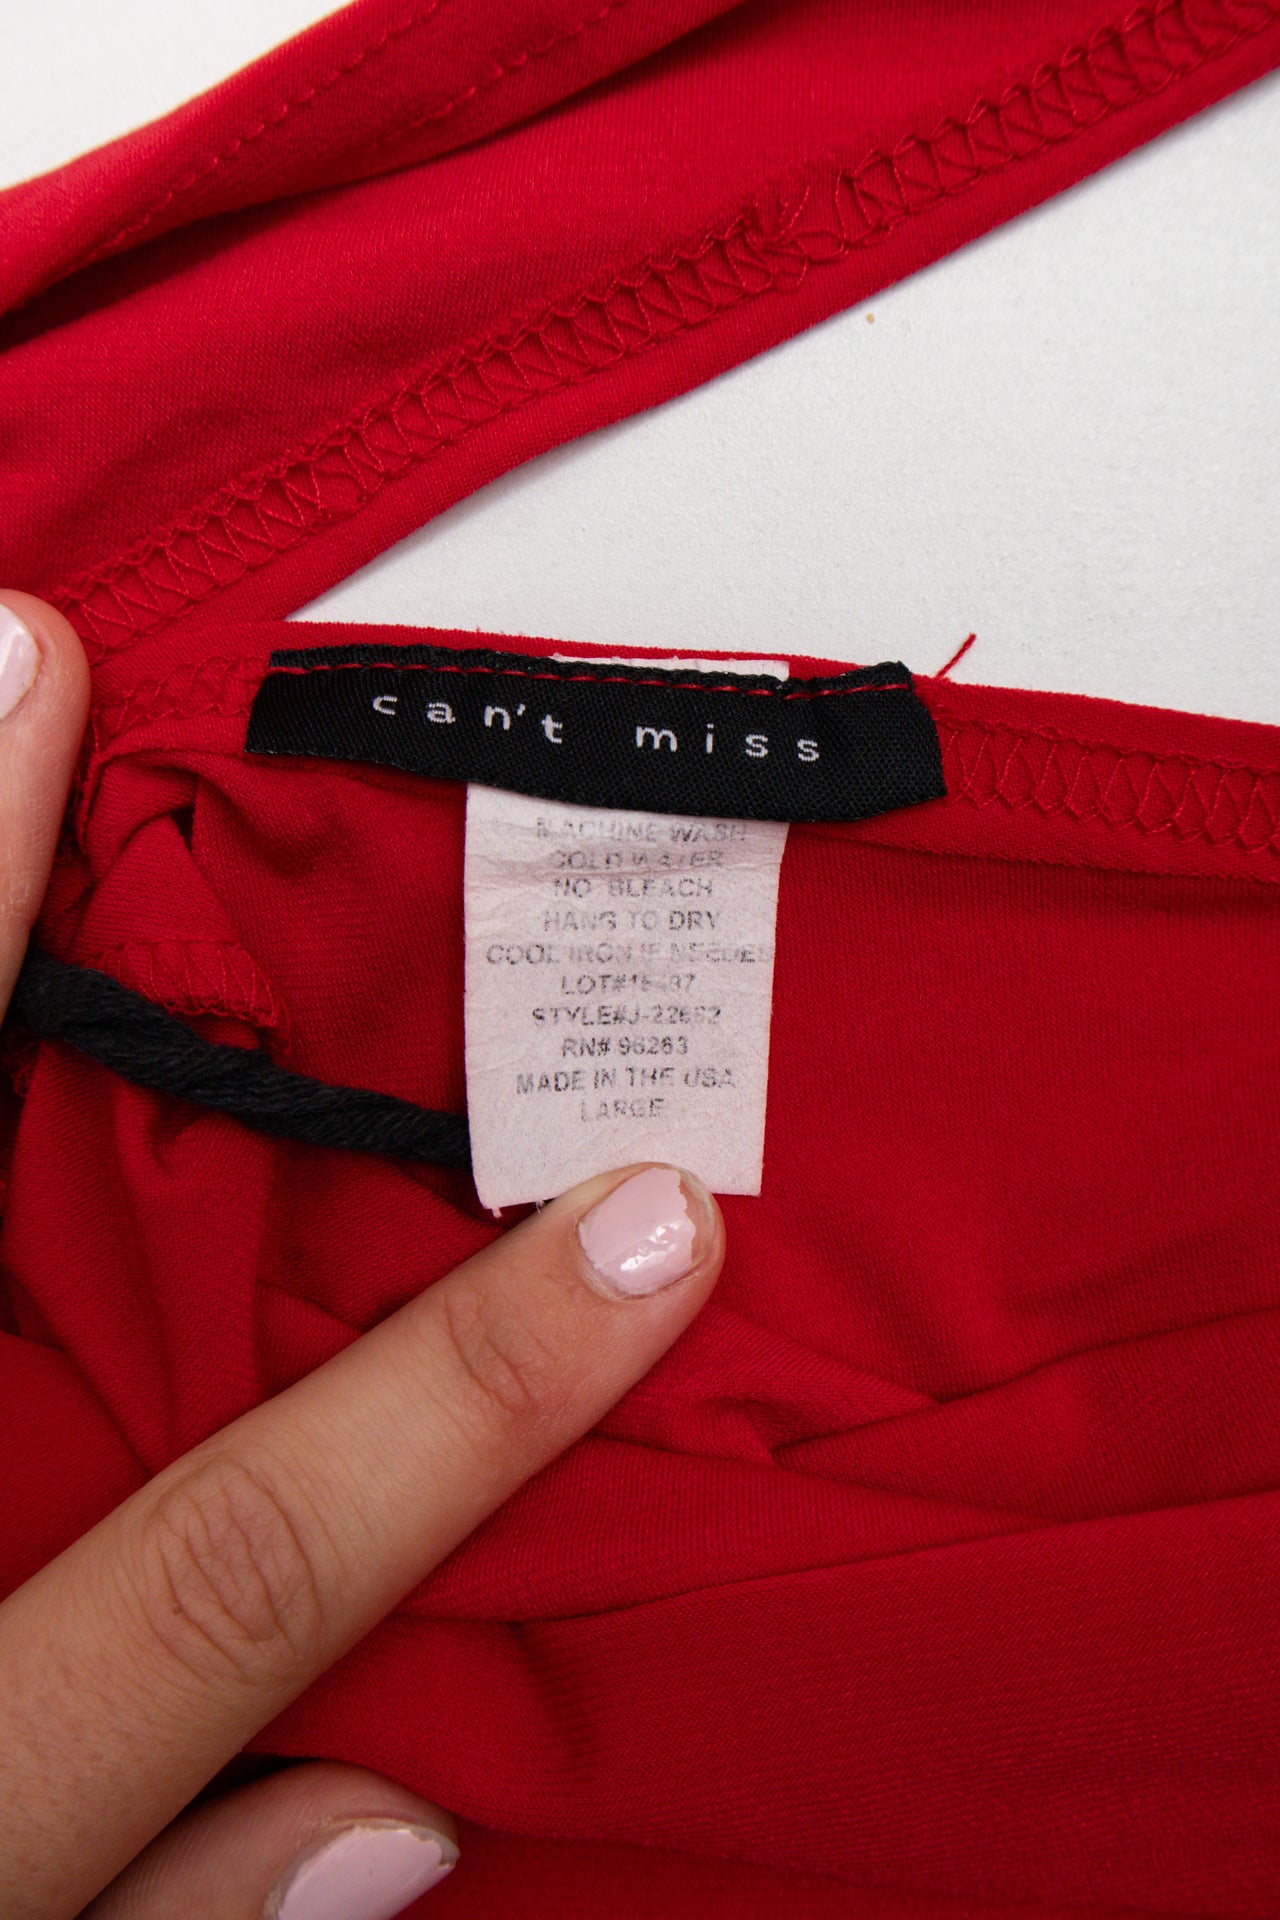 can't miss
MACHINE WASH
COLD WATER
NO BLEACH
HANG TO DRY
COOL IRON IF NEEDED
STYLE#J-22662
RN# 96263
MADE IN THE USA
LARGE